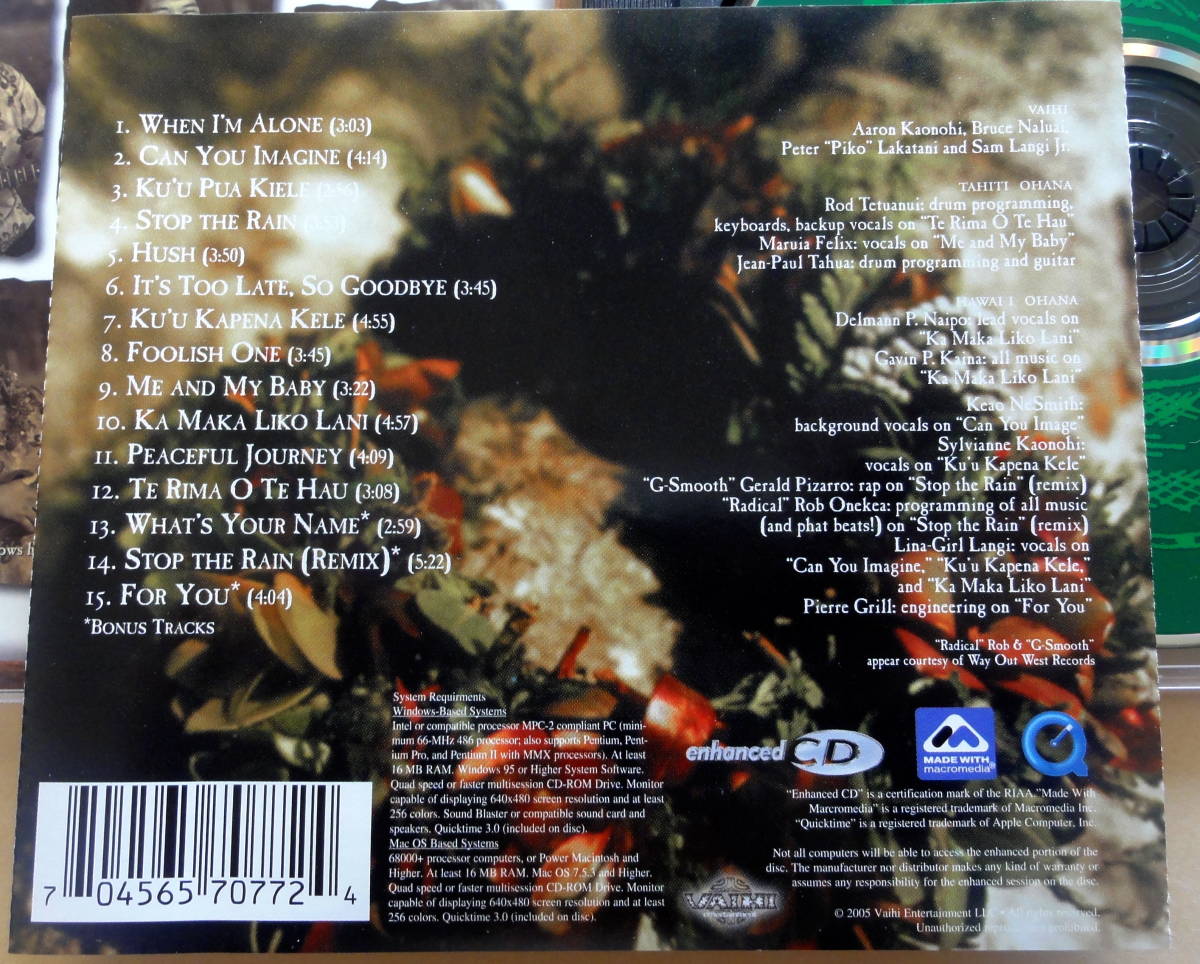 1. When I'm Alone (3:03)
2. Can You Imagine (4:14)
3. Ku'u Pua Kiele
4. Stop the Rain
5. Hush (3:50)
6. It's Too Late, So Goodbye (3:45)
7. Ku'u Kapena Kele (4:55)
8. Foolish One (3:45)
9. Me and My Baby (3:22)
10. Ka Maka Liko Lani (4:57)
11. Peaceful Journey (4:09)
12. Te Rima O Te Hau (3:08)
13. What's Your Name* (2:59)
14. Stop the Rain (Remix)* (5:22)
15. For You* (4:04)
*Bonus Tracks
VAIHI
Aaron Kaonohi, Bruce Naluai,
Peter "Piko" Lakatani and Sam Langi Jr.
TAHITI OHANA
Rod Tetuanui: drum programming,
keyboards, backup vocals on "Te Rima O Te Hau"
Maruia Felix: vocals on "Me and My Baby"
Jean-Paul Tahua: drum programming and guitar
HAWAI I OHANA
Delmann P. Naipo: lead vocals on
"Ka Maka Liko Lani"
Gavin P. Kaina: all music on
"Ka Maka Liko Lani"
Keao NeSmith:
background vocals on "Can You Image"
Sylvianne Kaonohi:
vocals on "Ku'u Kapena Kele"
"G-Smooth" Gerald Pizarro: rap on "Stop the Rain" (remix)
"Radical" Rob Onekea: programming of all music
(and phat beats!) on "Stop the Rain" (remix)
Lina-Girl Langi: vocals on
"Can You Imagine," "Ku'u Kapena Kele,"
and "Ka Maka Liko Lani"
Pierre Grill: engineering on "For You"
"Radical" Rob & "G-Smooth"
appear courtesy of Way Out West Records
System Requirments
Windows-Based Systems
Intel or compatible processor MPC-2 compliant PC (mini-
mum 66-MHz 486 processor; also supports Pentium, Pent-
ium Pro, and Pentium II with MMX processors). At least
16 MB RAM. Windows 95 or Higher System Software.
Quad speed or faster multisession CD-ROM Drive. Monitor
capable of displaying 640x480 screen resolution and at least
256 colors. Sound Blaster or compatible sound card and
speakers. Quicktime 3.0 (included on disc).
Mac OS Based Systems
68000+ processor computers, or Power Macintosh and
Higher. At least 16 MB RAM. Mac OS 7.5.3 and Higher.
Quad speed or faster multisession CD-ROM Drive. Monitor
capable of displaying 640x480 screen resolution and at least
256 colors. Quicktime 3.0 (included on disc).
enhanced CD
MADE WITH
macromedia®
"Enhanced CD" is a certification mark of the RIAA."Made With
Marcromedia" is a registered trademark of Macromedia Inc.
"Quicktime" is a registered trademark of Apple Computer, Inc.
Not all computers will be able to access the enhanced portion of the
disc. The manufacturer nor distributor makes any kind of warranty or
assumes any responsibility for the enhanced session on the disc.
VAIHI
entertainment
© 2005 Vaihi Entertainment LLC • All rights reserved.
Unauthorized prohibited.
7 04565 70772 4